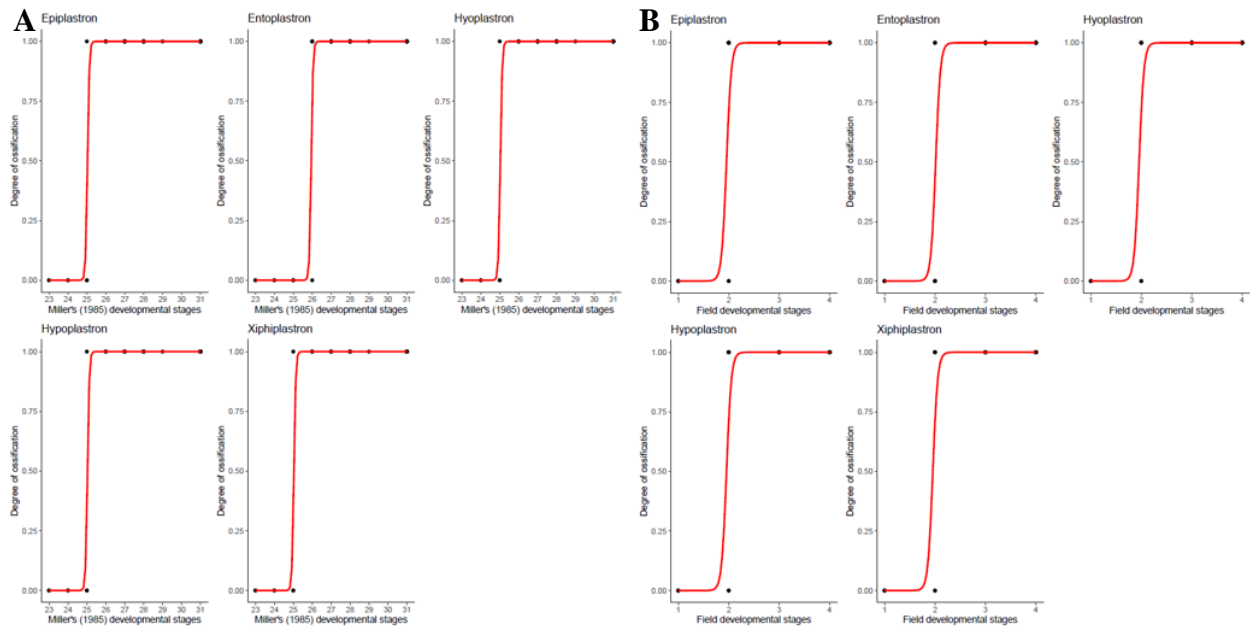 A
Epiplastron
Entoplastron
Hyoplastron
1.00
0.75
0.50
0.25
0.00
Degree of ossification
23 24 25 26 27 28 29 31
Miller's (1985) developmental stages
1.00
0.75
0.50
0.25
0.00
Degree of ossification
23 24 25 26 27 28 29 31
Miller's (1985) developmental stages
1.00
0.75
0.50
0.25
0.00
Degree of ossification
23 24 25 26 27 28 29 31
Miller's (1985) developmental stages
Hypoplastron
Xiphiplastron
1.00
0.75
0.50
0.25
0.00
Degree of ossification
23 24 25 26 27 28 29 31
Miller's (1985) developmental stages
1.00
0.75
0.50
0.25
0.00
Degree of ossification
23 24 25 26 27 28 29 31
Miller's (1985) developmental stages
B
Epiplastron
Entoplastron
Hyoplastron
1.00
0.75
0.50
0.25
0.00
Degree of ossification
1 2 3 4
Field developmental stages
1.00
0.75
0.50
0.25
0.00
Degree of ossification
1 2 3 4
Field developmental stages
1.00
0.75
0.50
0.25
0.00
Degree of ossification
1 2 3 4
Field developmental stages
Hypoplastron
Xiphiplastron
1.00
0.75
0.50
0.25
0.00
Degree of ossification
1 2 3 4
Field developmental stages
1.00
0.75
0.50
0.25
0.00
Degree of ossification
1 2 3 4
Field developmental stages